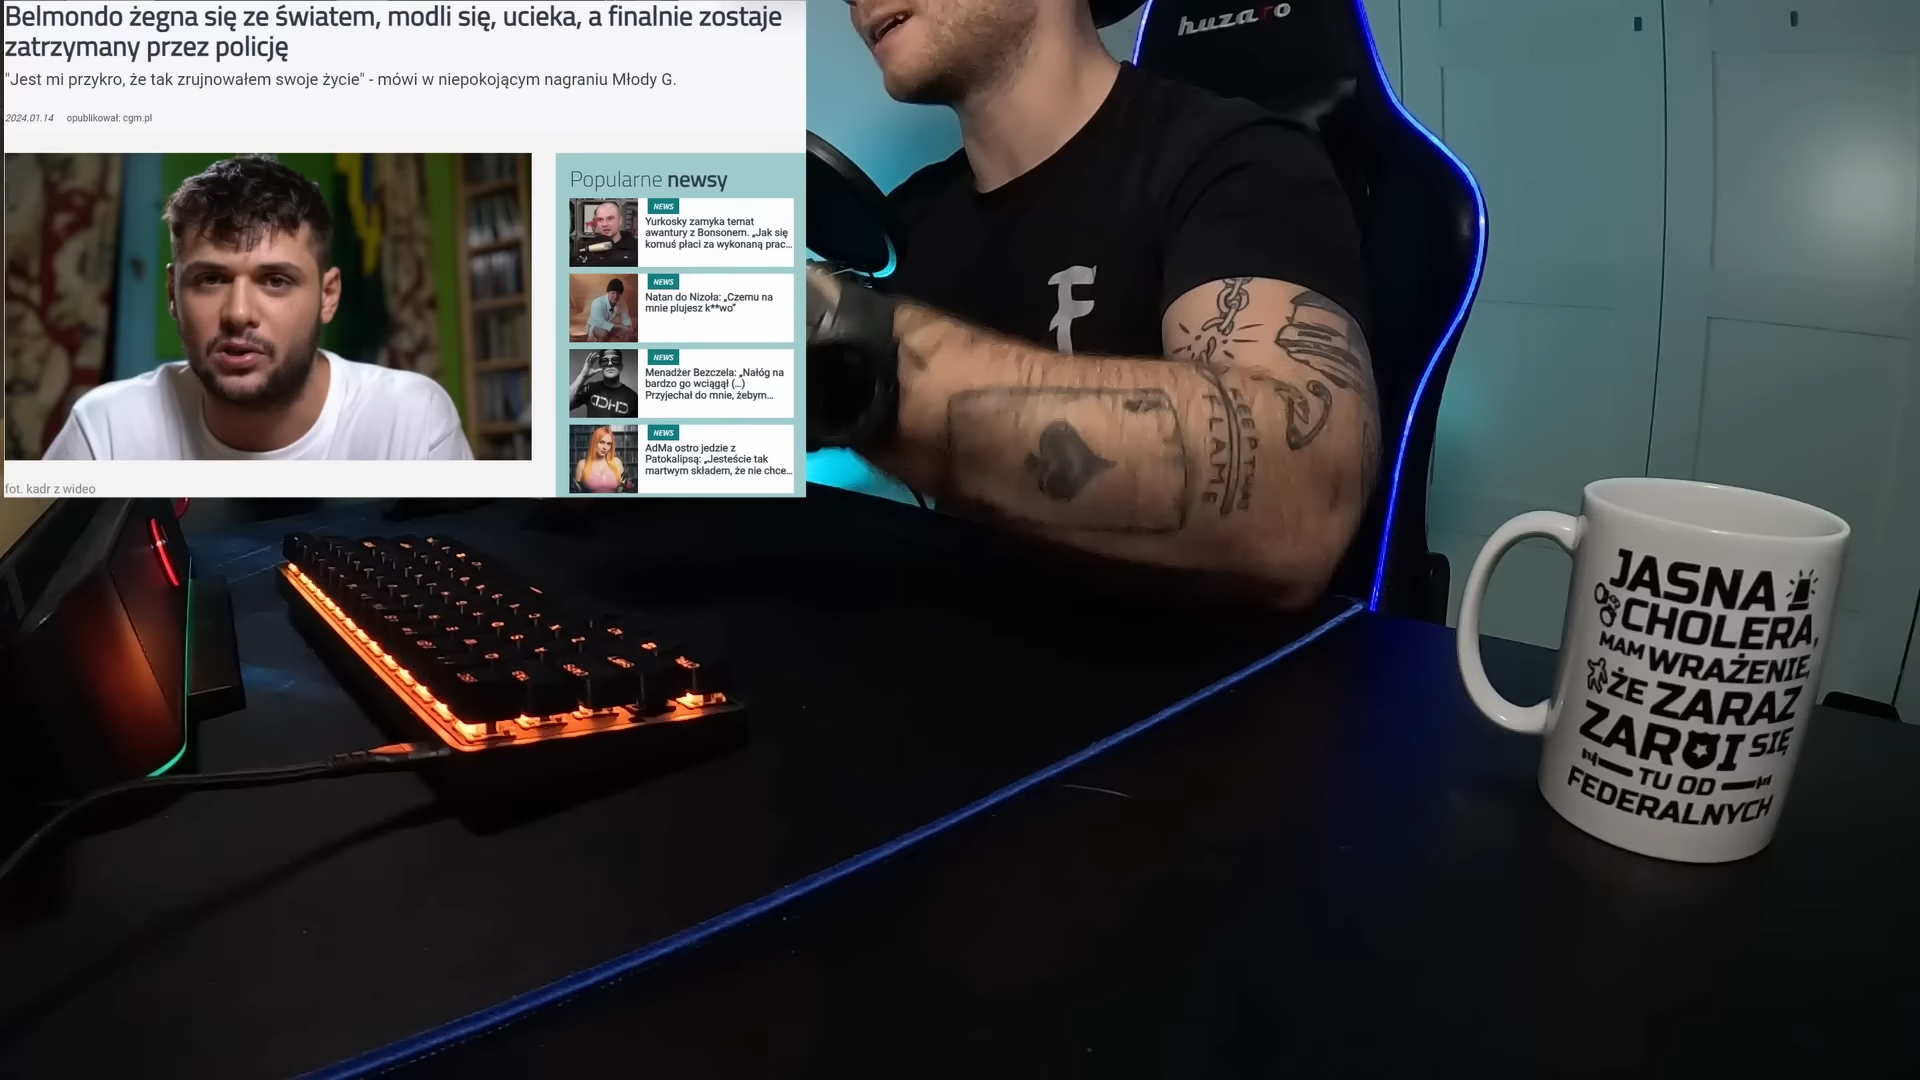 Belmondo żegna się ze światem, modli się, ucieka, a finalnie zostaje
zatrzymany przez policję
"Jest mi przykro, że tak zrujnowałem swoje życie" - mówi w niepokojącym nagraniu Młody G.
2024.01.14 opublikował: cgm.pl
fot. kadr z wideo
Popularne newsy
NEWS
Yurkosky zamyka temat
awantury z Bonsonem. „Jak się
komuś płaci za wykonaną prac...
NEWS
Natan do Nizoła: „Czemu na
mnie plujesz k**wo”
NEWS
Menadżer Bezczela: „Nałóg na
bardzo go wciągął (...)
Przyjechał do mnie, żebym...
NEWS
AdMa ostro jedzie z
Patokalipsą: „Jesteście tak
martwym składem, że nie chce...
huzaro
F
FLAME
JASNA
CHOLERA,
MAM WRAŻENIE,
ŻE ZARAZ
ZAROI SIĘ
TU OD
FEDERALNYCH